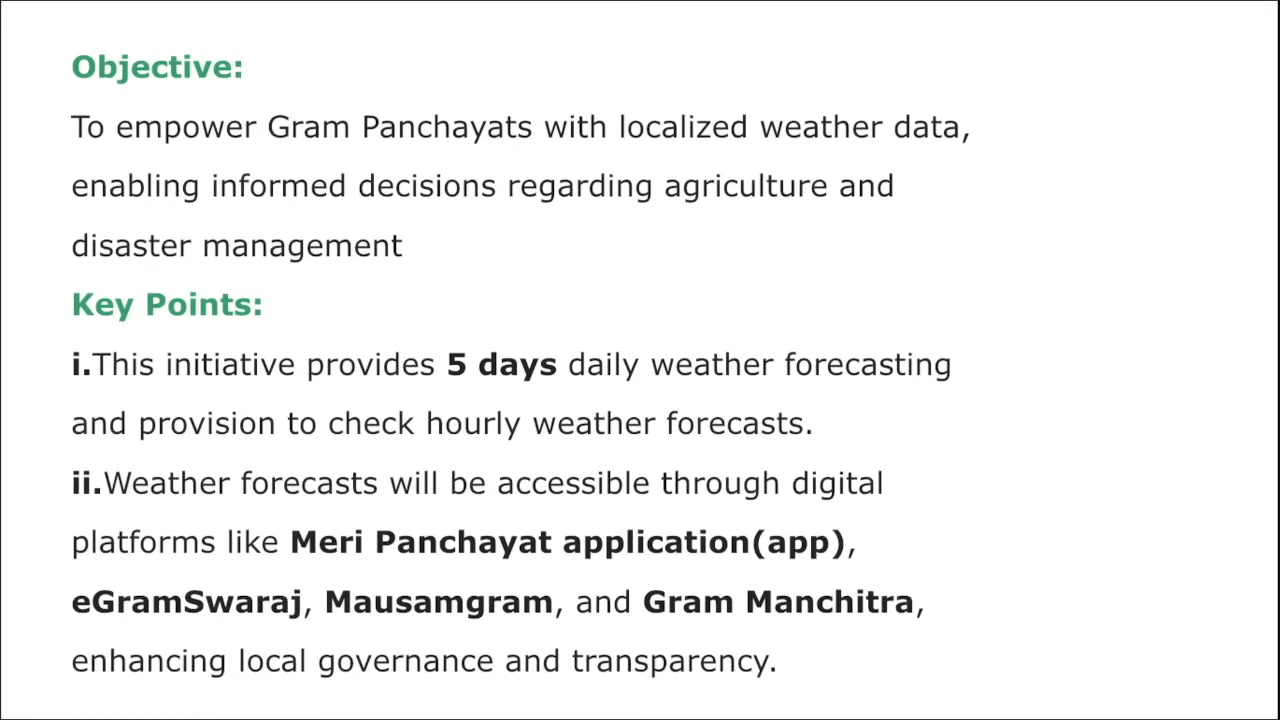 Objective:
To empower Gram Panchayats with localized weather data,
enabling informed decisions regarding agriculture and
disaster management
Key Points:
i.This initiative provides 5 days daily weather forecasting
and provision to check hourly weather forecasts.
ii.Weather forecasts will be accessible through digital
platforms like Meri Panchayat application(app),
eGramSwaraj, Mausamgram, and Gram Manchitra,
enhancing local governance and transparency.